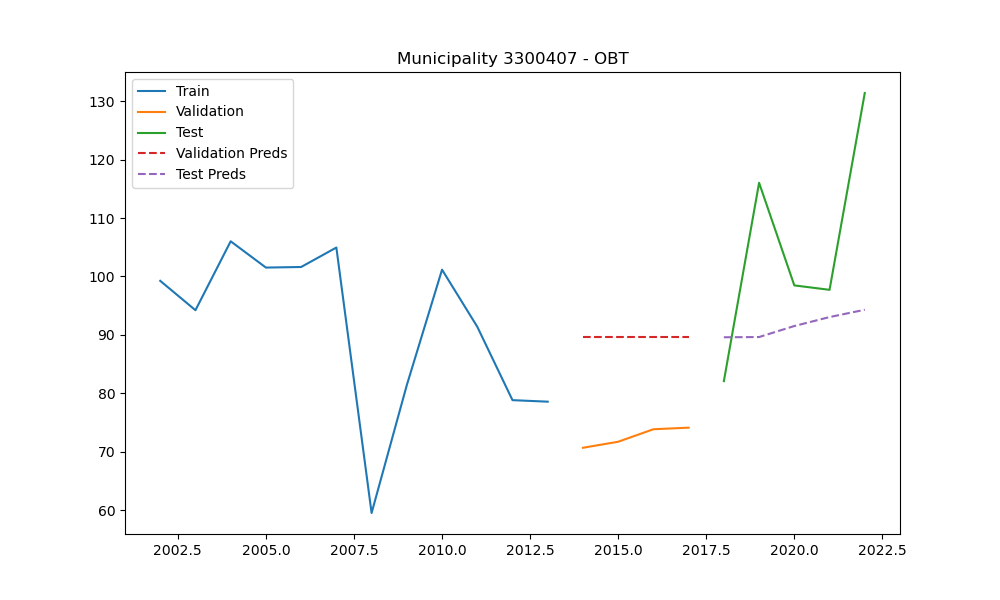 Municipality 3300407 - OBT
Train
Validation
Test
Validation Preds
Test Preds
130
120
110
100
90
80
70
60
2002.5 2005.0 2007.5 2010.0 2012.5 2015.0 2017.5 2020.0 2022.5